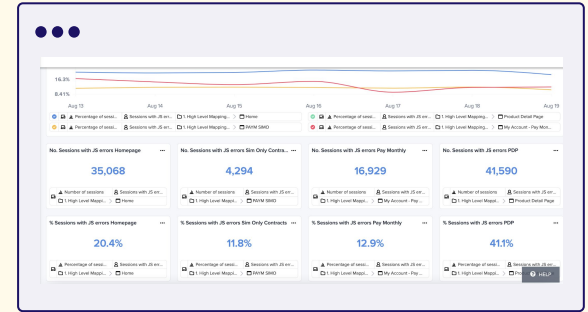 16.3%
8.41%
Aug 13 Aug 14 Aug 15 Aug 16 Aug 17 Aug 18 Aug 19
Percentage of sessi... Sessions with JS err... 1. High Level Mapping... > Home Percentage of sessi... Sessions with JS err... 1. High Level Mapping... > Product Detail Page
Percentage of sessi... Sessions with JS err... 1. High Level Mapping... > PAYM SIMO Percentage of sessi... Sessions with JS err... 1. High Level Mapping... > My Account - Pay Mon...
No. Sessions with JS errors Homepage ... No. Sessions with JS errors Sim Only Contra... ... No. Sessions with JS errors Pay Monthly ... No. Sessions with JS errors PDP ...
35,068 4,294 16,929 41,590
Number of sessions Sessions with JS err... Number of sessions Sessions with JS err... Number of sessions Sessions with JS err... Number of sessions Sessions with JS err...
1. High Level Mappi... > Home 1. High Level Mappi... > PAYM SIMO 1. High Level Mappi... > My Account - Pay ... 1. High Level Mappi... > Product Detail Page
% Sessions with JS errors Homepage ... % Sessions with JS errors Sim Only Contracts ... % Sessions with JS errors Pay Monthly ... % Sessions with JS errors PDP ...
20.4% 11.8% 12.9% 41.1%
Percentage of sessi... Sessions with JS err... Percentage of sessi... Sessions with JS err... Percentage of sessi... Sessions with JS err... Percentage of sessi... Sessions with JS err...
1. High Level Mappi... > Home 1. High Level Mappi... > PAYM SIMO 1. High Level Mappi... > My Account - Pay ... 1. High Level Mappi... > HELP